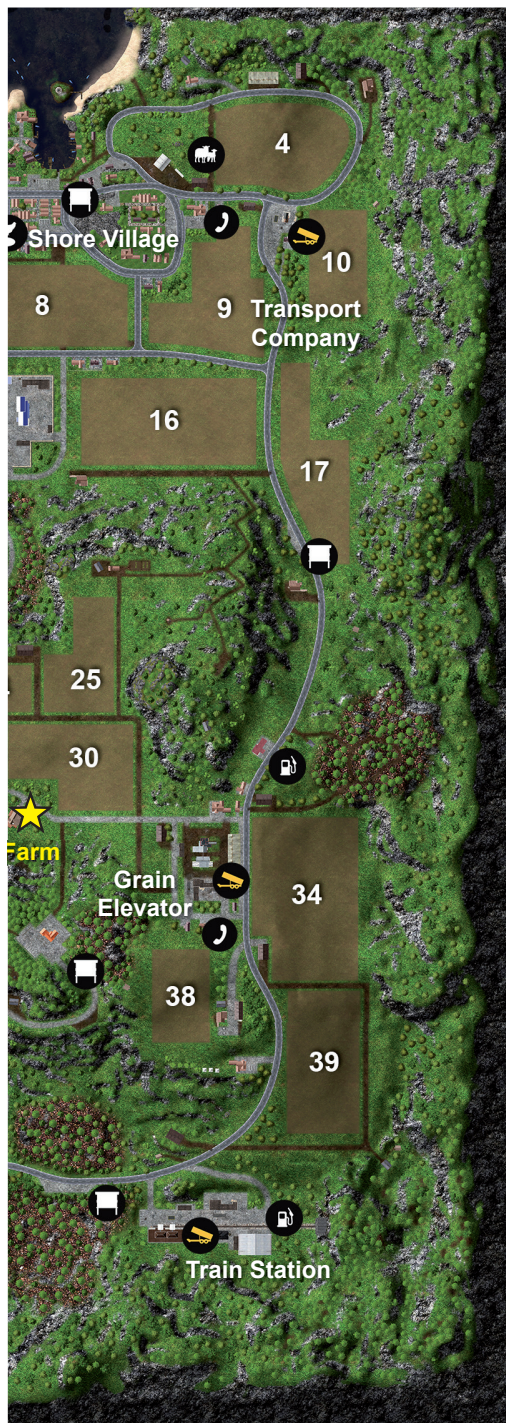 4
Shore Village
10
8
9
Transport
Company
16
17
25
30
Farm
Grain
Elevator
34
38
39
Train Station